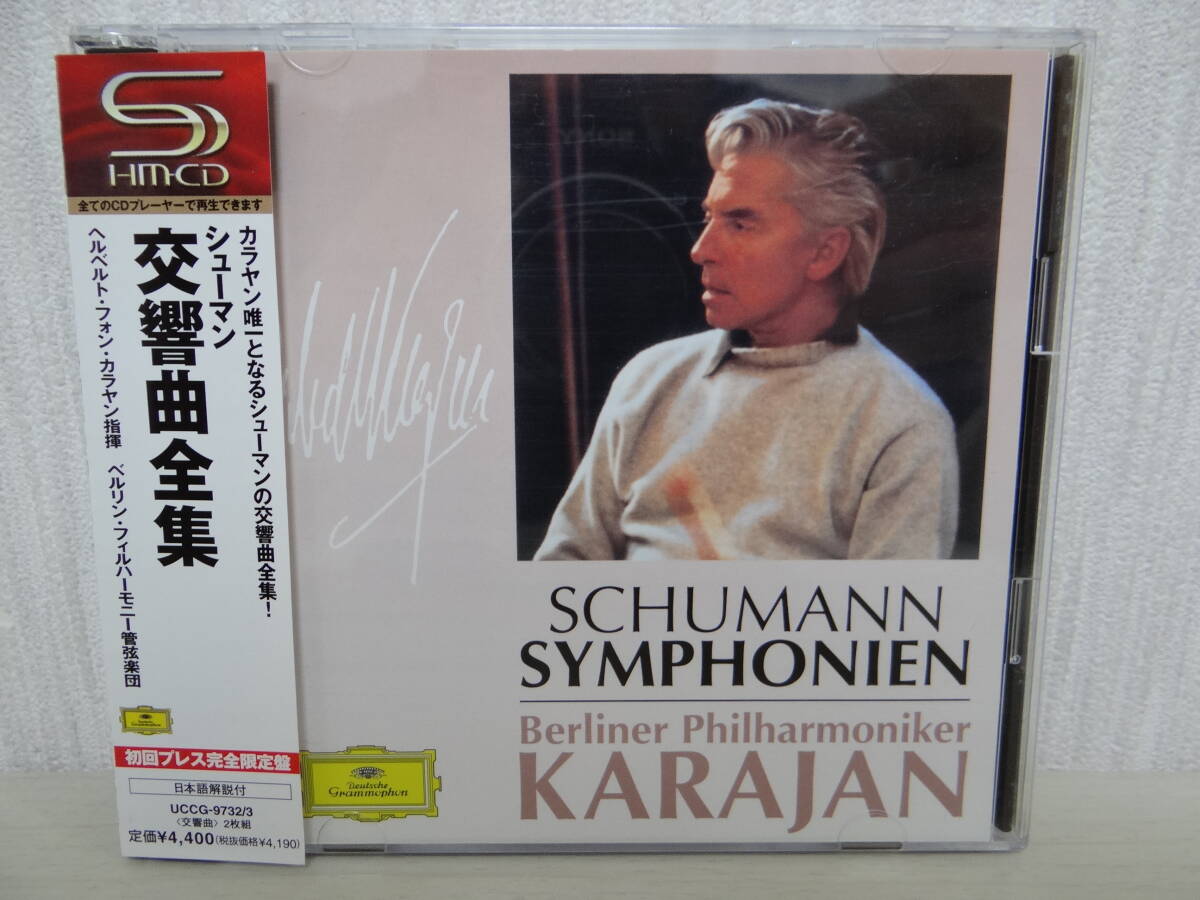 SHM-CD
全てのCDプレーヤーで再生できます
カラヤン唯一となるシューマンの交響曲全集！
シューマン
交響曲全集
ヘルベルト・フォン・カラヤン指揮 ベルリン・フィルハーモニー管弦楽団
Deutsche
Grammophon
初回プレス完全限定盤
日本語解説付
UCCG-9732/3
〈交響曲〉2枚組
定価¥4,400(税抜価格¥4,190)
SCHUMANN
SYMPHONIEN
Berliner Philharmoniker
KARAJAN
Deutsche
Grammophon